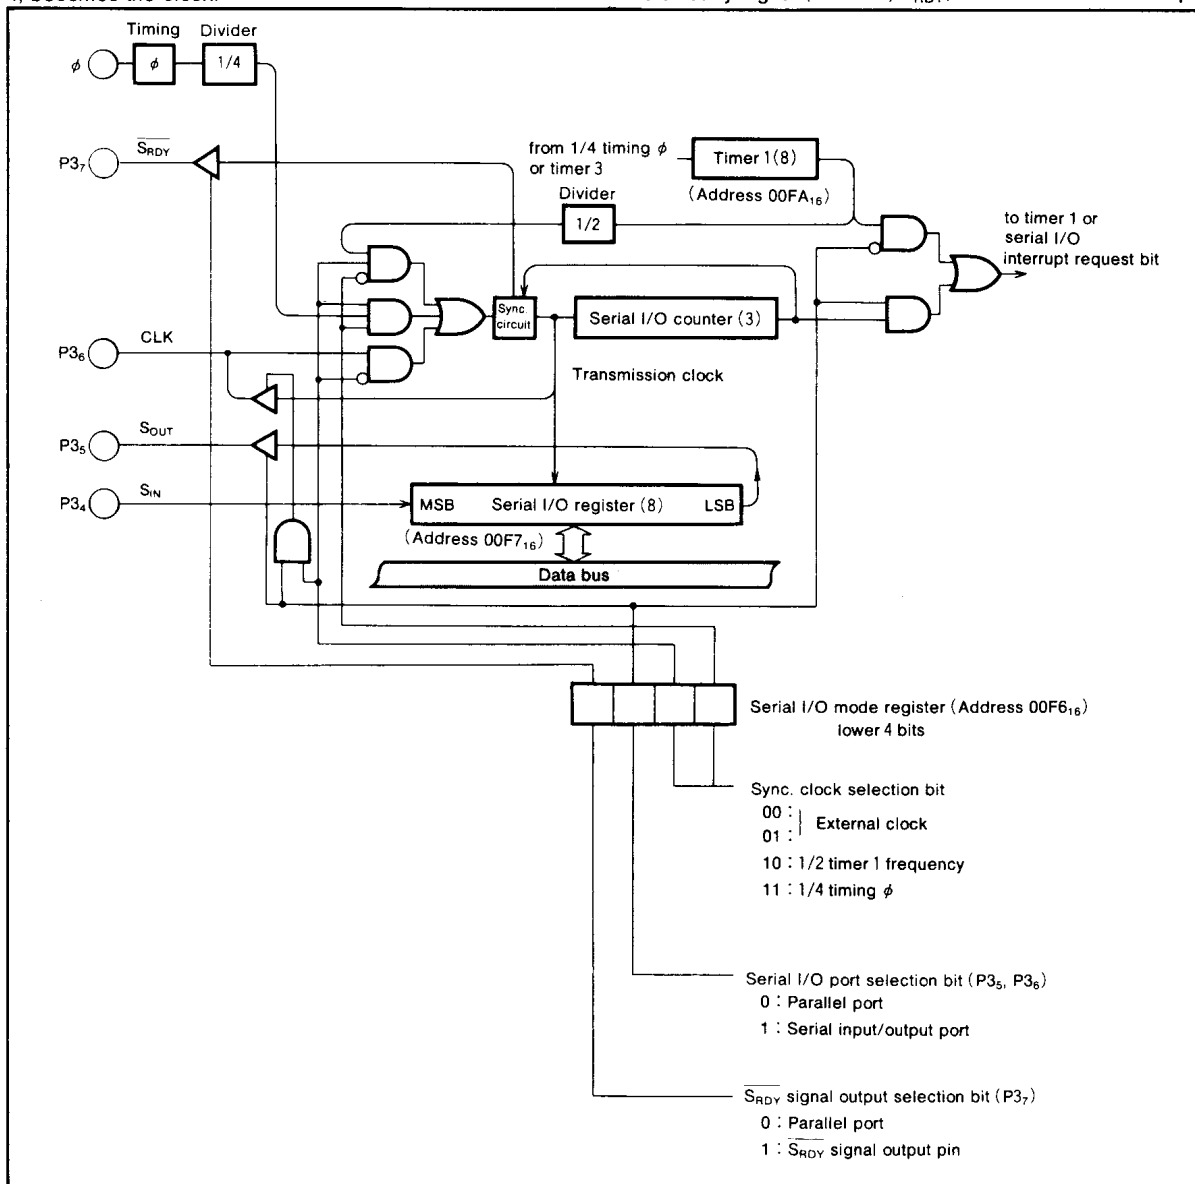 becomes the clock.
Timing Divider
φ φ 1/4
P3₇ S̅R̅D̅Y̅
from 1/4 timing φ
or timer 3
Timer 1(8)
(Address 00FA₁₆)
Divider
1/2
to timer 1 or
serial I/O
interrupt request bit
Sync.
circuit
Serial I/O counter (3)
P3₆ CLK
Transmission clock
P3₅ SOUT
P3₄ SIN
MSB Serial I/O register (8) LSB
(Address 00F7₁₆)
Data bus
Serial I/O mode register (Address 00F6₁₆)
lower 4 bits
Sync. clock selection bit
00 :
01 :
External clock
10 : 1/2 timer 1 frequency
11 : 1/4 timing φ
Serial I/O port selection bit (P3₅, P3₆)
0 : Parallel port
1 : Serial input/output port
S̅R̅D̅Y̅ signal output selection bit (P3₇)
0 : Parallel port
1 : S̅R̅D̅Y̅ signal output pin